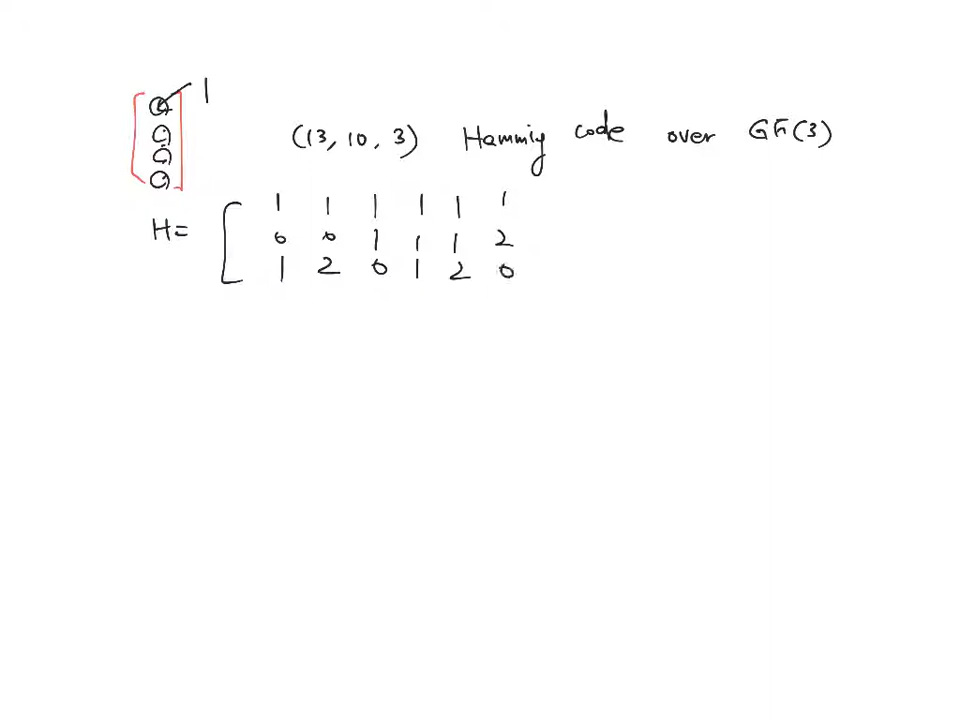 1
(13, 10, 3) Hamming code over GF(3)
1 1 1 1 1 1
H= [ 0 0 1 1 1 2
1 2 0 1 2 0